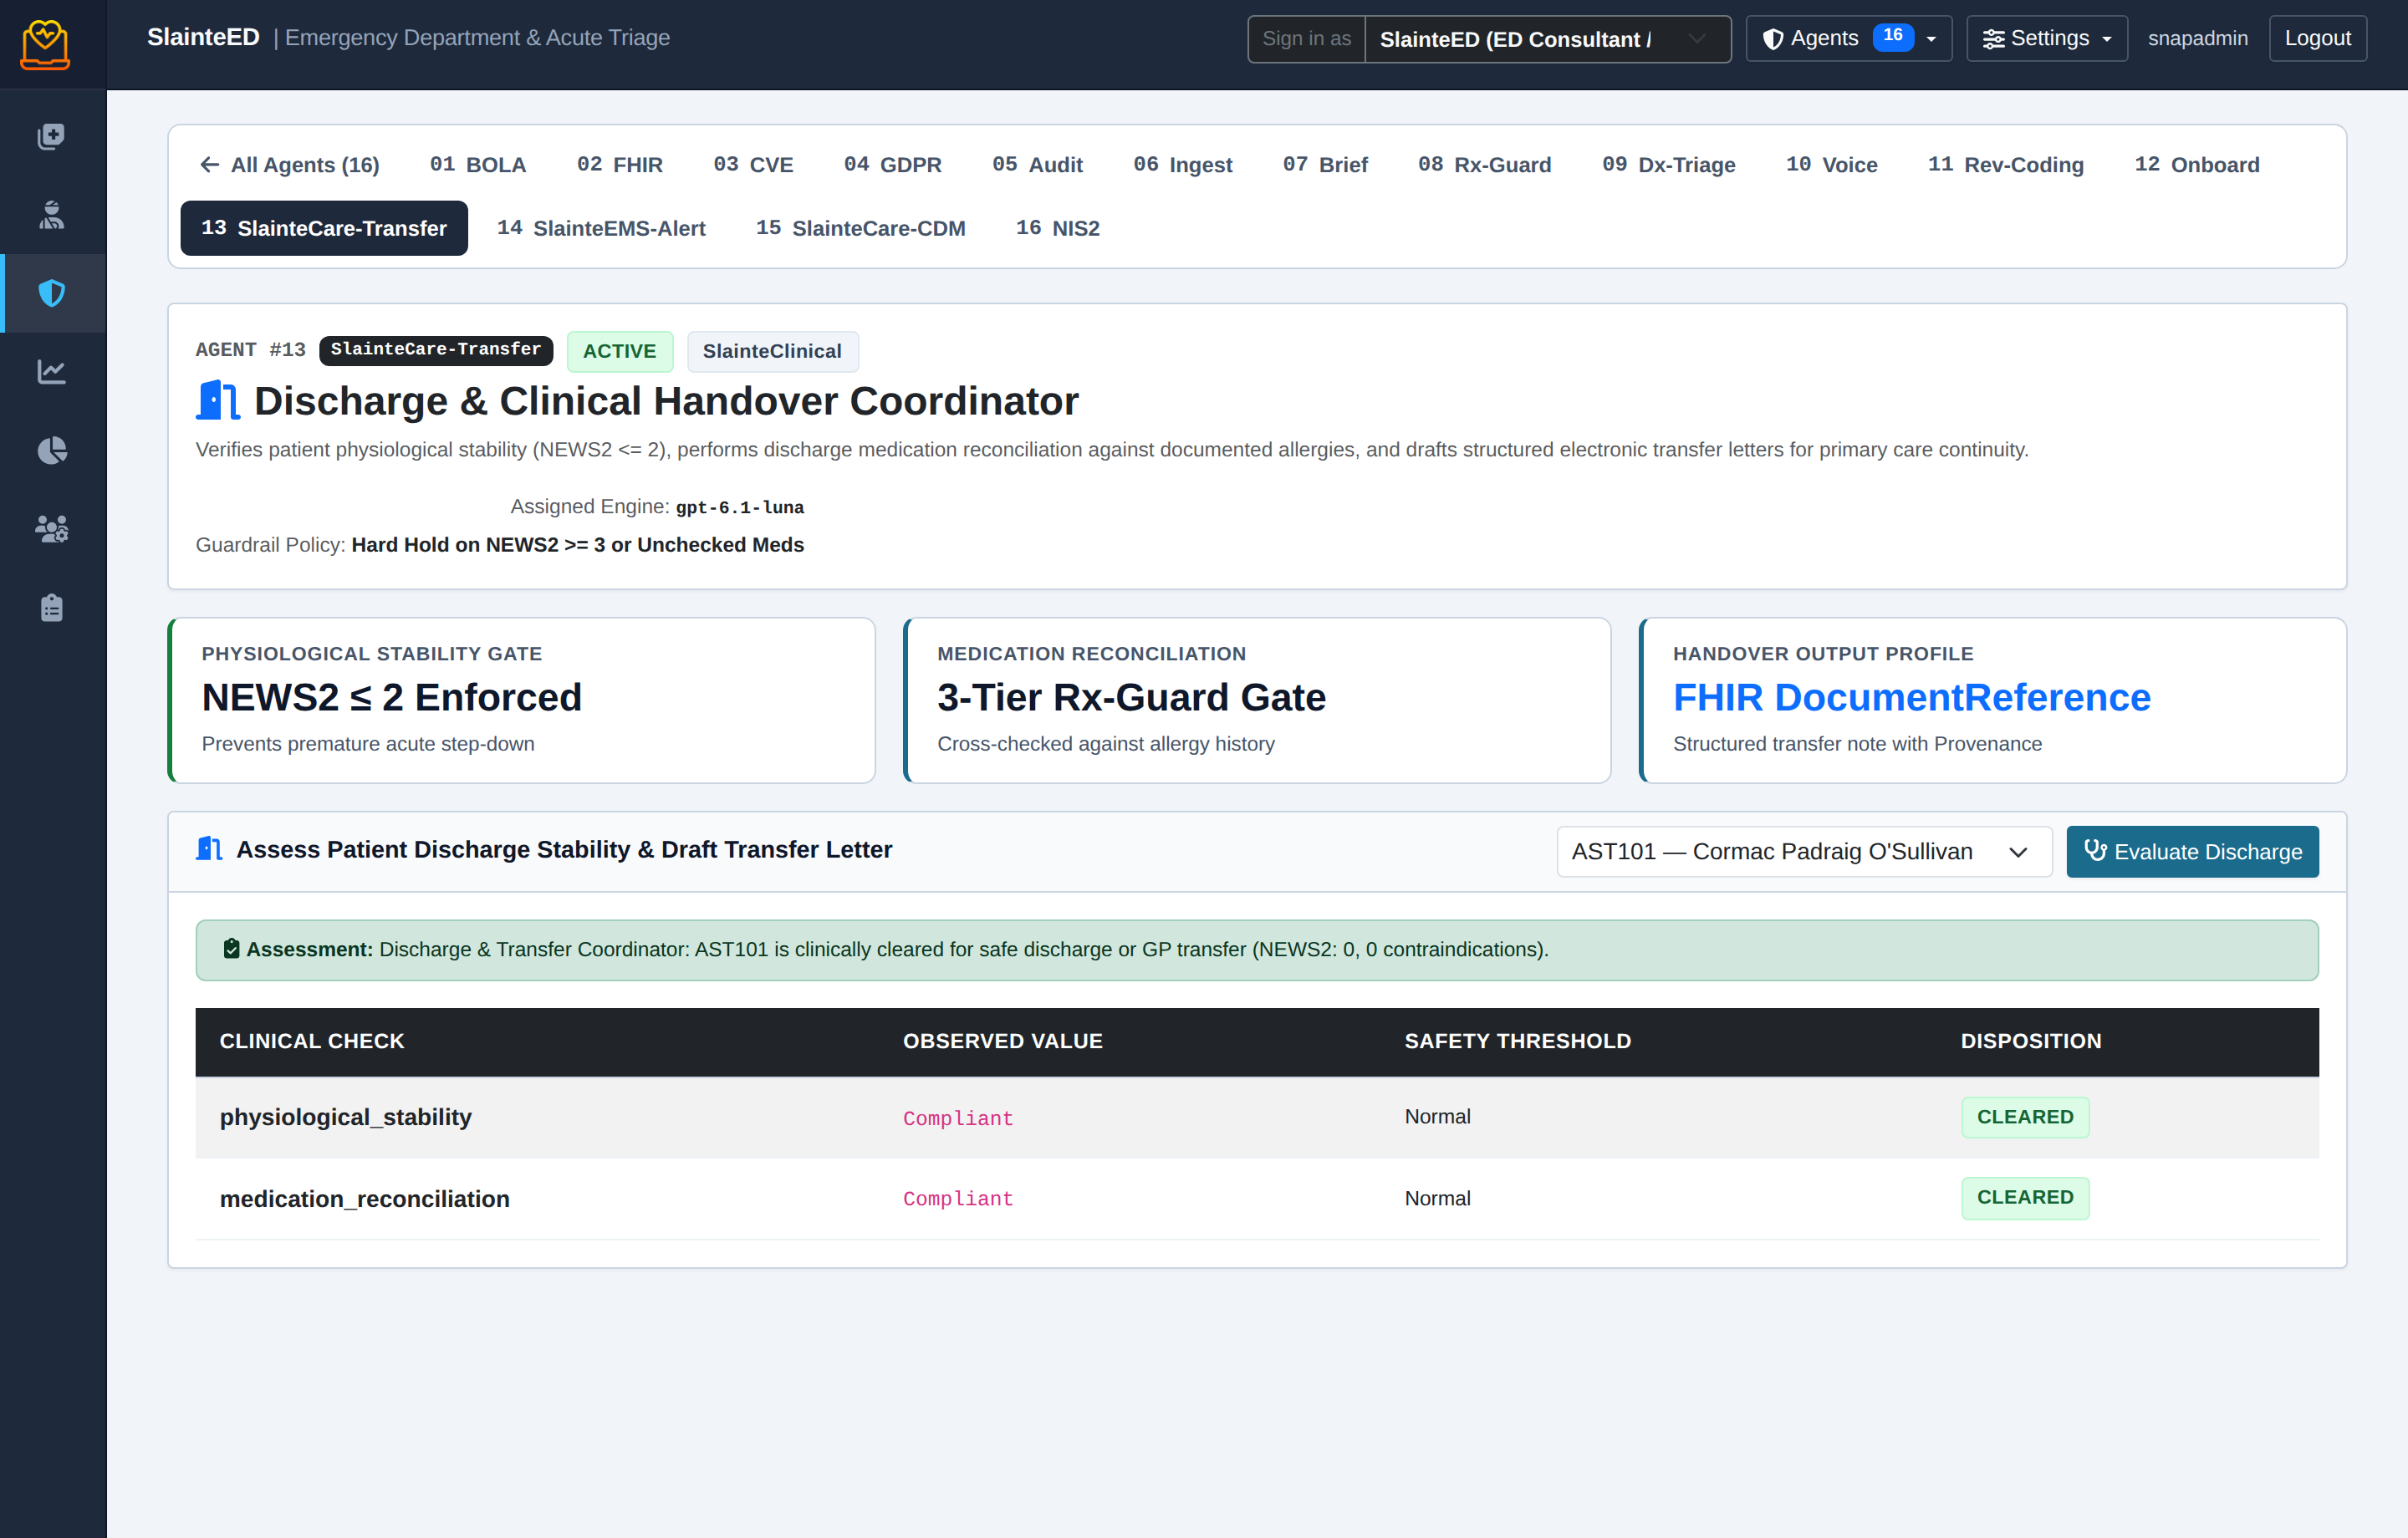 SlainteED | Emergency Department & Acute Triage
Sign in as SlainteED (ED Consultant /
Agents 16
Settings
snapadmin
Logout
All Agents (16)
01 BOLA
02 FHIR
03 CVE
04 GDPR
05 Audit
06 Ingest
07 Brief
08 Rx-Guard
09 Dx-Triage
10 Voice
11 Rev-Coding
12 Onboard
13 SlainteCare-Transfer
14 SlainteEMS-Alert
15 SlainteCare-CDM
16 NIS2
AGENT #13 SlainteCare-Transfer ACTIVE SlainteClinical
Discharge & Clinical Handover Coordinator
Verifies patient physiological stability (NEWS2 <= 2), performs discharge medication reconciliation against documented allergies, and drafts structured electronic transfer letters for primary care continuity.
Assigned Engine: gpt-6.1-luna
Guardrail Policy: Hard Hold on NEWS2 >= 3 or Unchecked Meds
PHYSIOLOGICAL STABILITY GATE
NEWS2 ≤ 2 Enforced
Prevents premature acute step-down
MEDICATION RECONCILIATION
3-Tier Rx-Guard Gate
Cross-checked against allergy history
HANDOVER OUTPUT PROFILE
FHIR DocumentReference
Structured transfer note with Provenance
Assess Patient Discharge Stability & Draft Transfer Letter
AST101 — Cormac Padraig O'Sullivan
Evaluate Discharge
Assessment: Discharge & Transfer Coordinator: AST101 is clinically cleared for safe discharge or GP transfer (NEWS2: 0, 0 contraindications).
CLINICAL CHECK OBSERVED VALUE SAFETY THRESHOLD DISPOSITION
physiological_stability Compliant Normal CLEARED
medication_reconciliation Compliant Normal CLEARED